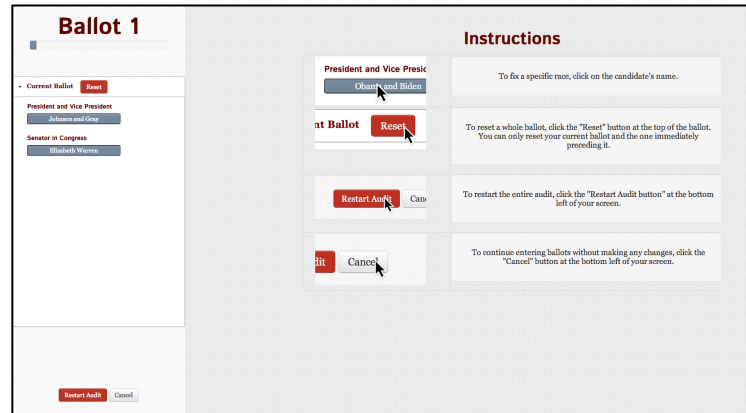 Ballot 1
- Current Ballot Reset
President and Vice President
Johnson and Gray
Senator in Congress
Elizabeth Warren
Restart Audit Cancel
Instructions
President and Vice Presid
Obama and Biden
To fix a specific race, click on the candidate's name.
nt Ballot Reset
To reset a whole ballot, click the "Reset" button at the top of the ballot.
You can only reset your current ballot and the one immediately
preceding it.
Restart Audit Canc
To restart the entire audit, click the "Restart Audit button" at the bottom
left of your screen.
dit Cancel
To continue entering ballots without making any changes, click the
"Cancel" button at the bottom left of your screen.